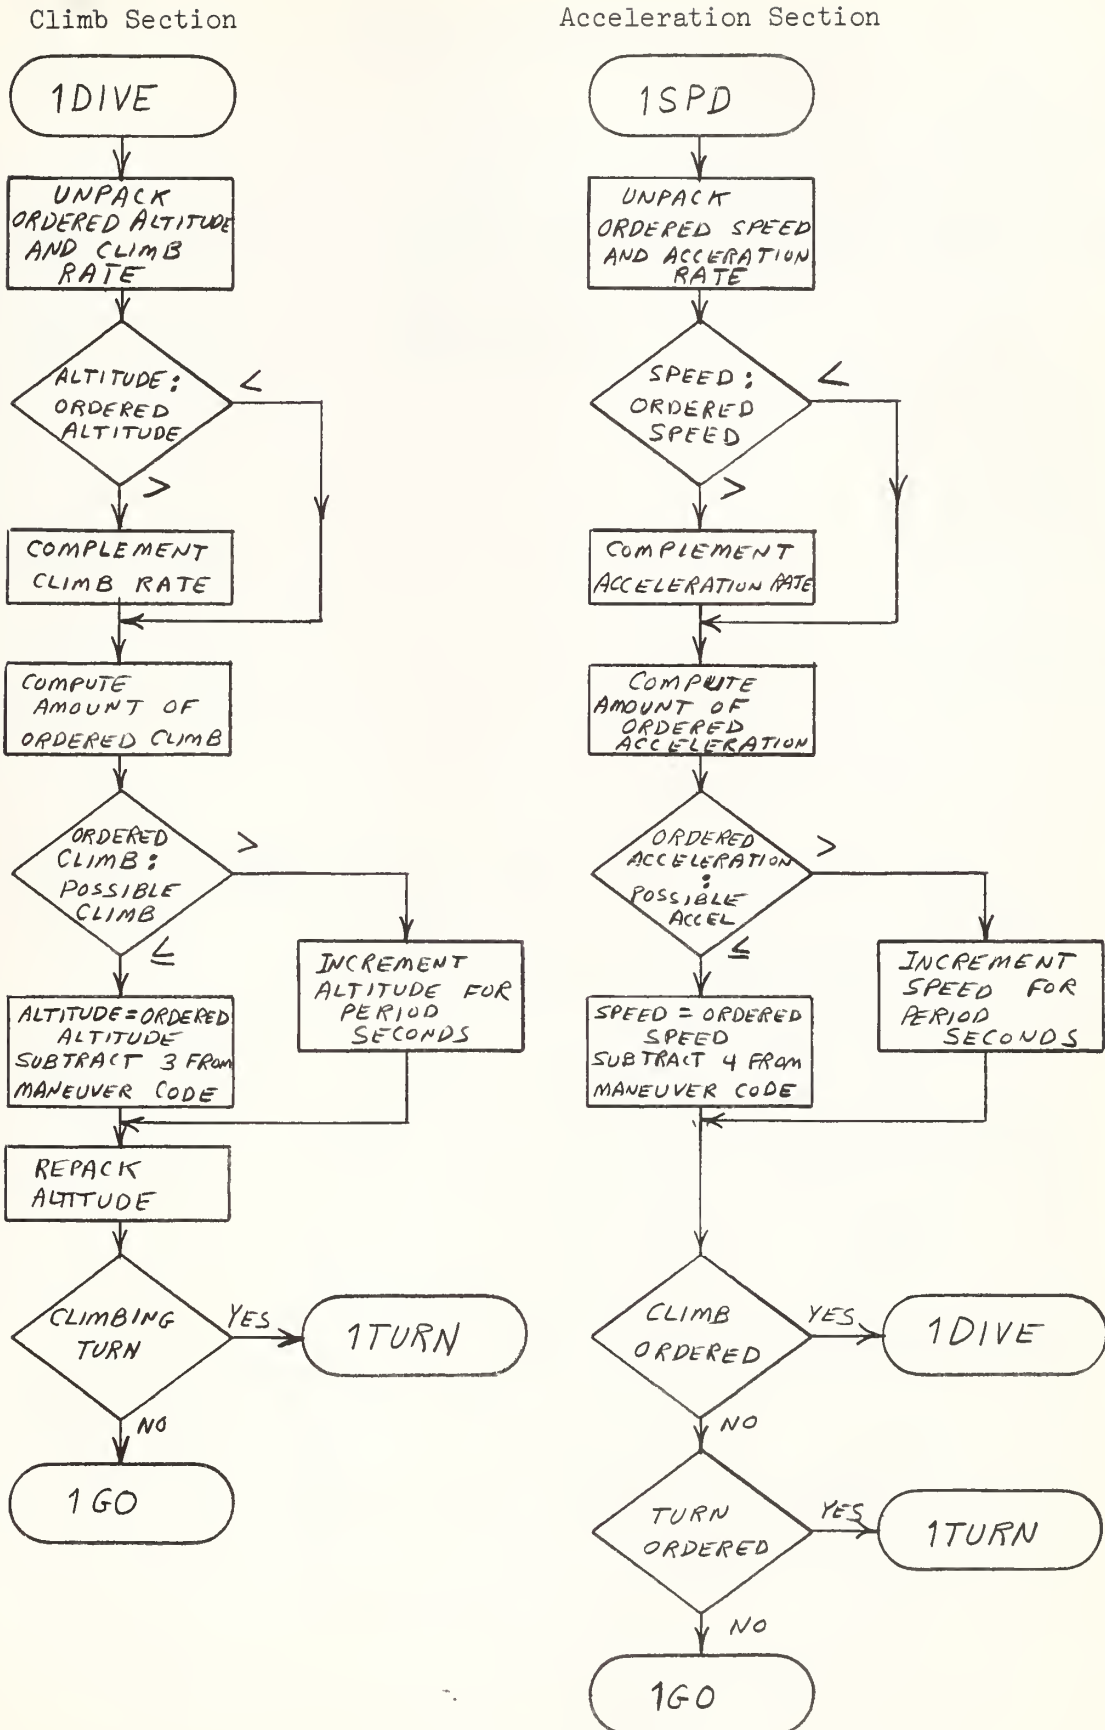 Climb Section
1DIVE
UNPACK
ORDERED ALTITUDE
AND CLIMB
RATE
ALTITUDE:
ORDERED
ALTITUDE
<
>
COMPLEMENT
CLIMB RATE
COMPUTE
AMOUNT OF
ORDERED CLIMB
ORDERED
CLIMB:
POSSIBLE
CLIMB
>
≤
INCREMENT
ALTITUDE FOR
PERIOD
SECONDS
ALTITUDE=ORDERED
ALTITUDE
SUBTRACT 3 FROM
MANEUVER CODE
REPACK
ALTITUDE
CLIMBING
TURN
YES
1TURN
NO
1GO
Acceleration Section
1SPD
UNPACK
ORDERED SPEED
AND ACCERATION
RATE
SPEED:
ORDERED
SPEED
<
>
COMPLEMENT
ACCELERATION RATE
COMPUTE
AMOUNT OF
ORDERED
ACCELERATION
ORDERED
ACCELERATION
:
POSSIBLE
ACCEL
>
≤
INCREMENT
SPEED FOR
PERIOD
SECONDS
SPEED = ORDERED
SPEED
SUBTRACT 4 FROM
MANEUVER CODE
CLIMB
ORDERED
YES
1DIVE
NO
TURN
ORDERED
YES
1TURN
NO
1GO